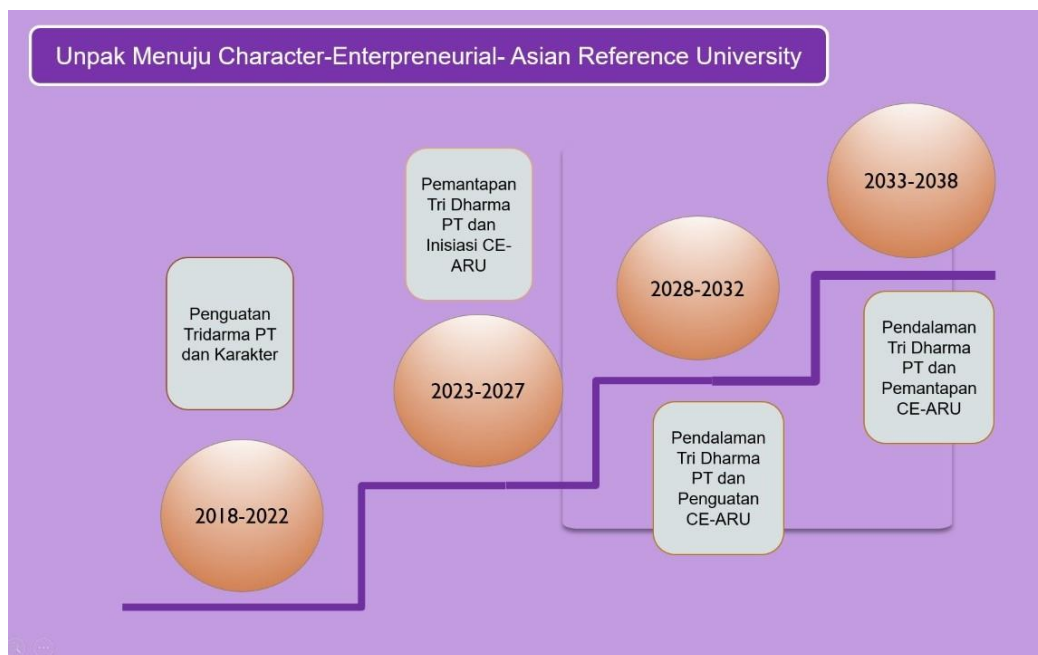 Unpak Menuju Character-Enterpreneurial- Asian Reference University
Penguatan
Tridarma PT
dan Karakter
2018-2022
Pemantapan
Tri Dharma
PT dan
Inisiasi CE-
ARU
2023-2027
2028-2032
Pendalaman
Tri Dharma
PT dan
Penguatan
CE-ARU
2033-2038
Pendalaman
Tri Dharma
PT dan
Pemantapan
CE-ARU